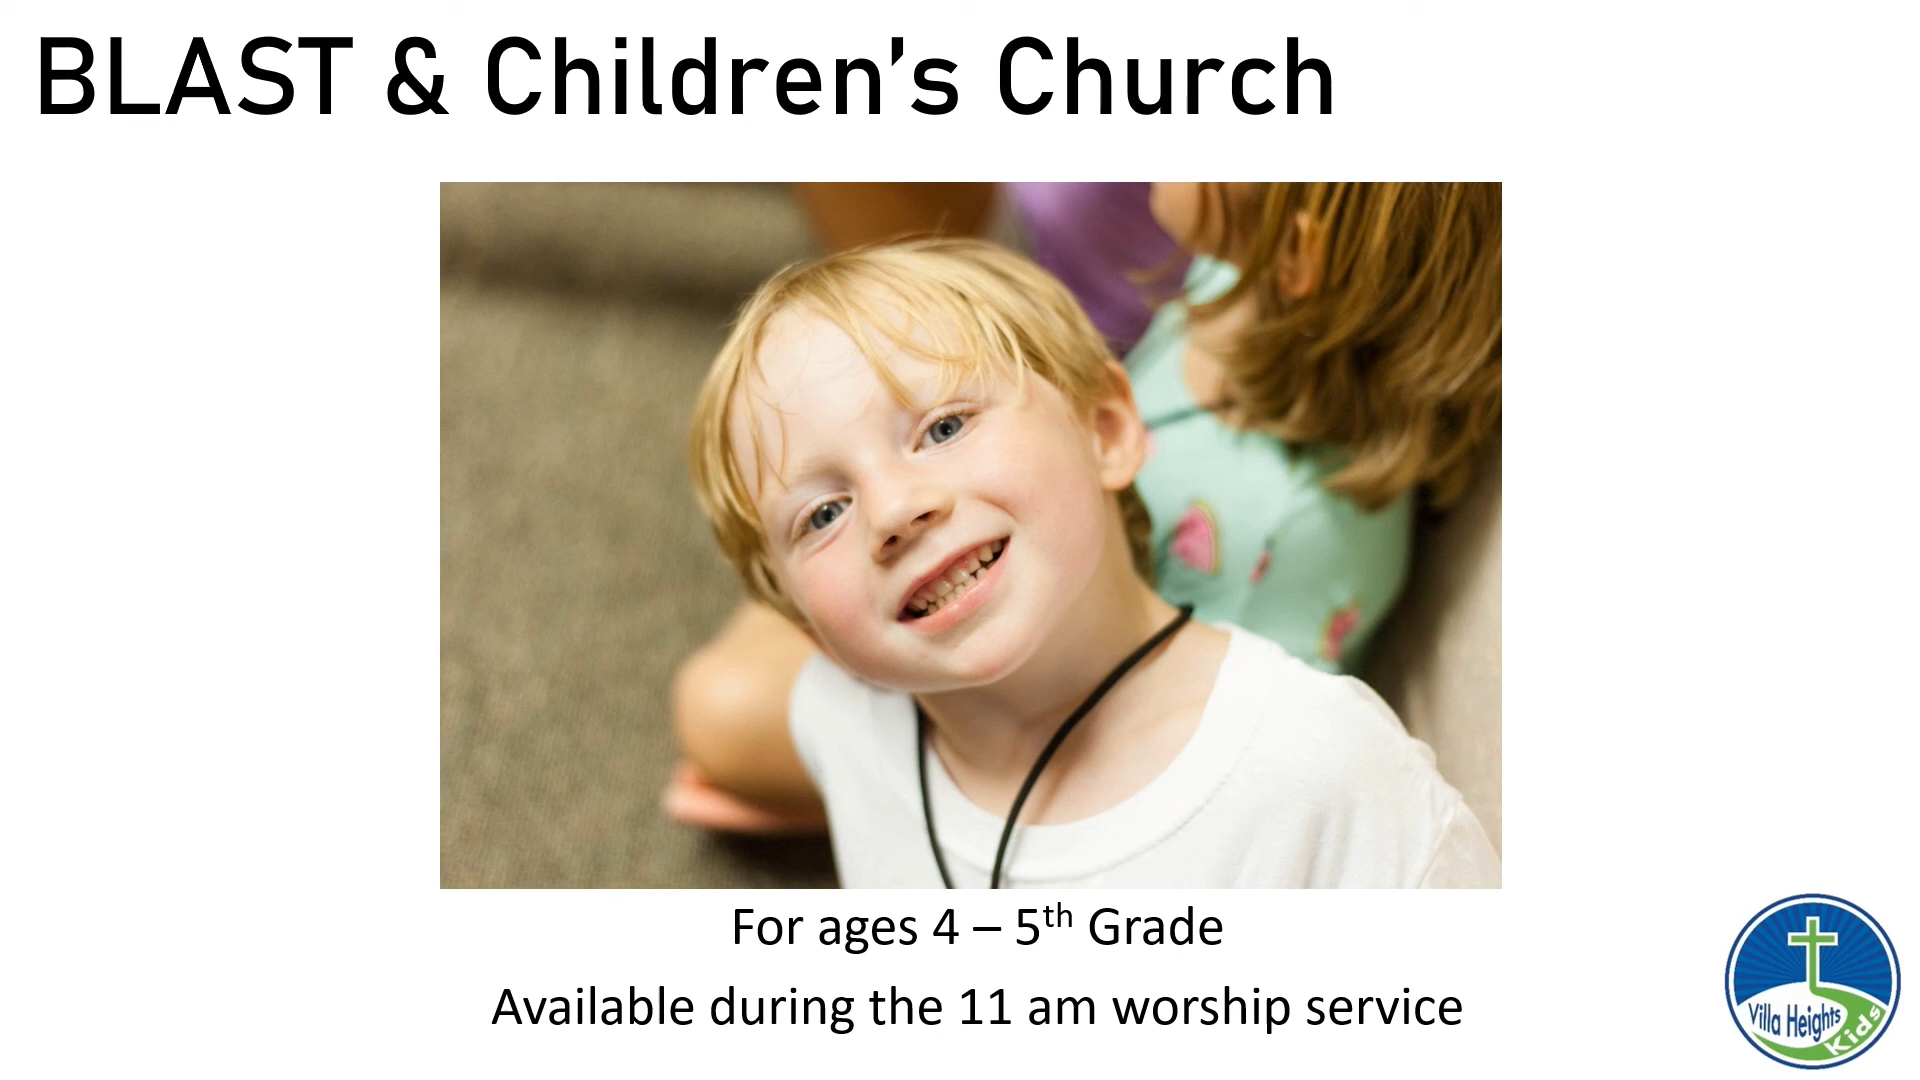 BLAST & Children’s Church
For ages 4 – 5th Grade
Available during the 11 am worship service
Villa Heights
Kids